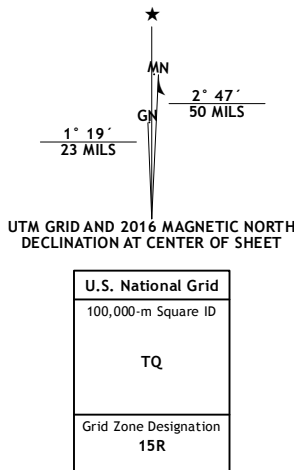 ★
MN
GN
2° 47´
50 MILS
1° 19´
23 MILS
UTM GRID AND 2016 MAGNETIC NORTH
DECLINATION AT CENTER OF SHEET
U.S. National Grid
100,000-m Square ID
TQ
Grid Zone Designation
15R